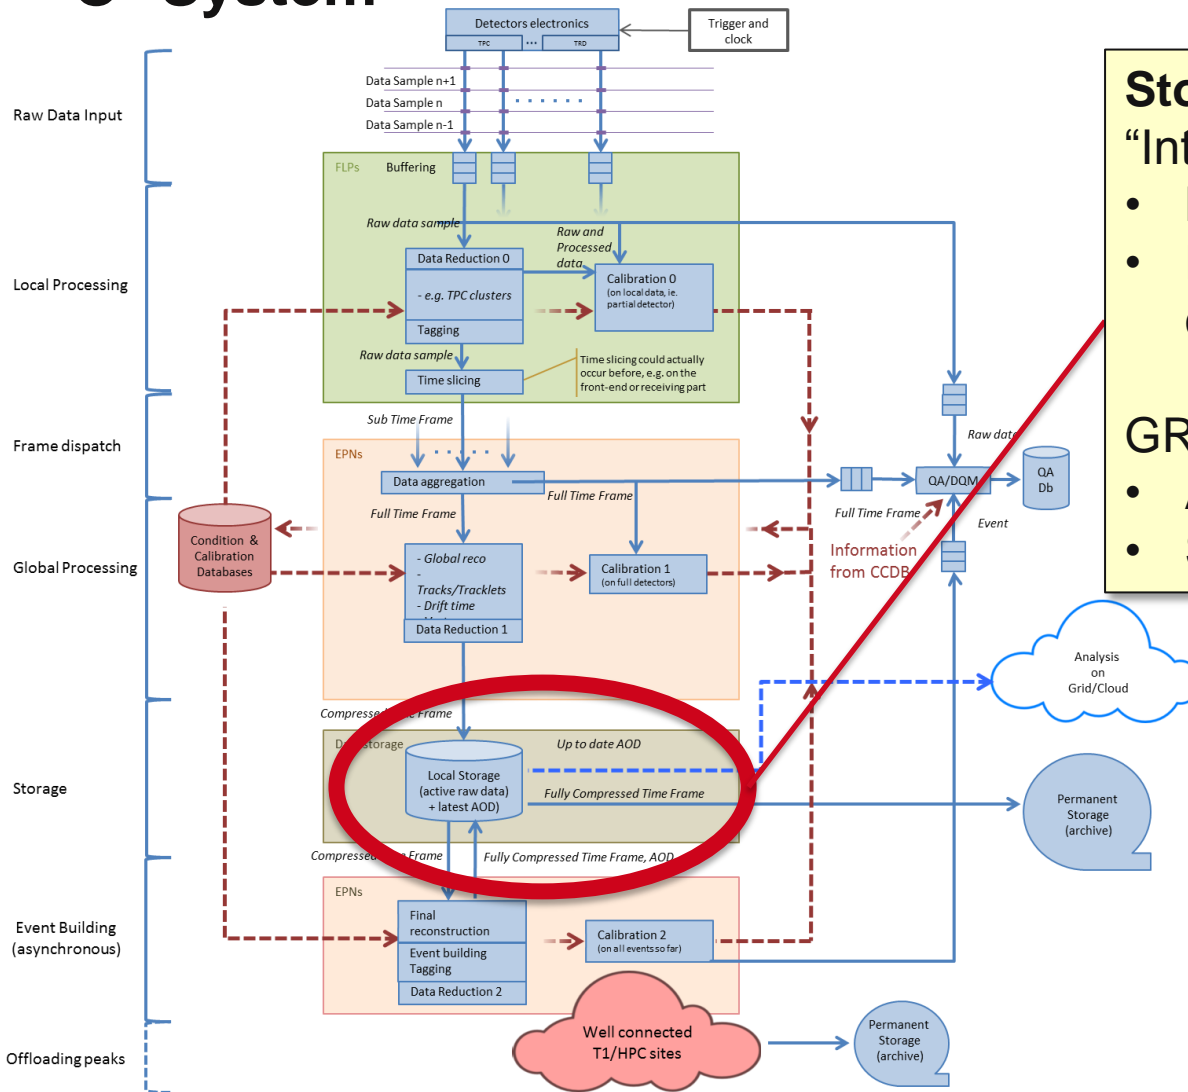 System
Detectors electronics
TPC ... TRD
Trigger and
clock
Data Sample n+1
Data Sample n
Data Sample n-1
Raw Data Input
FLPs Buffering
Raw data sample
Raw and
Processed
data
Data Reduction 0
- e.g. TPC clusters
Tagging
Calibration 0
(on local data, ie.
partial detector)
Local Processing
Raw data sample
Time slicing
Time slicing could actually
occur before, e.g. on the
front-end or receiving part
Sub Time Frame
Frame dispatch
EPNs
Data aggregation
Full Time Frame
Full Time Frame
Raw data
QA/DQM
QA
Db
Full Time Frame
Event
Information
from CCDB
Condition &
Calibration
Databases
Global Processing
- Global reco
-
Tracks/Tracklets
- Drift time
Data Reduction 1
Calibration 1
(on full detectors)
Analysis
on
Grid/Cloud
Compressed Time Frame
Storage
Data storage
Up to date AOD
Local Storage
(active raw data)
+ latest AOD)
Fully Compressed Time Frame
Permanent
Storage
(archive)
Compressed Time Frame
Fully Compressed Time Frame, AOD
Event Building
(asynchronous)
EPNs
Final
reconstruction
Event building
Tagging
Data Reduction 2
Calibration 2
(on all events so far)
Offloading peaks
Well connected
T1/HPC sites
Permanent
Storage
(archive)